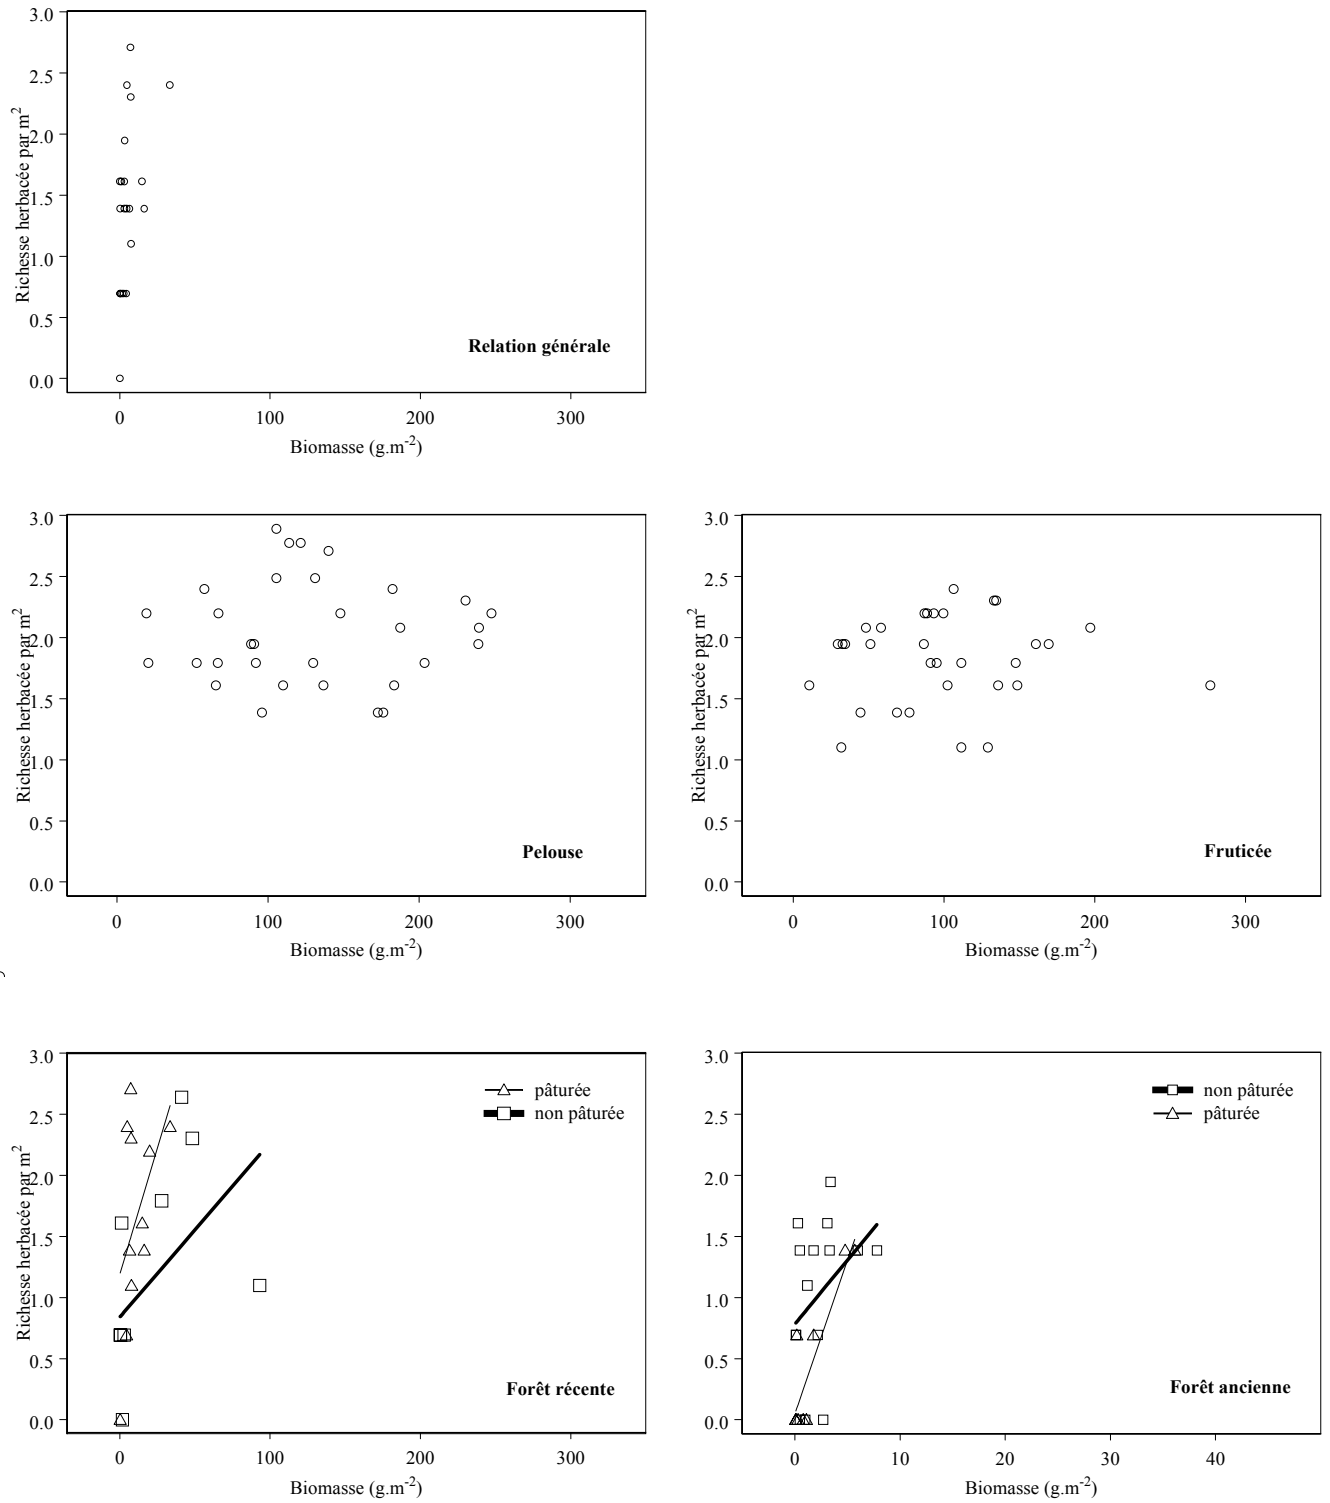 3.0
2.5
2.0
1.5
1.0
0.5
0.0
Richesse herbacée par m²
Relation générale
0 100 200 300
Biomasse (g.m⁻²)
3.0
2.5
2.0
1.5
1.0
0.5
0.0
Richesse herbacée par m²
Pelouse
0 100 200 300
Biomasse (g.m⁻²)
3.0
2.5
2.0
1.5
1.0
0.5
0.0
Richesse herbacée par m²
Fruticée
0 100 200 300
Biomasse (g.m⁻²)
3.0
2.5
2.0
1.5
1.0
0.5
0.0
Richesse herbacée par m²
pâturée
non pâturée
Forêt récente
0 100 200 300
Biomasse (g.m⁻²)
3.0
2.5
2.0
1.5
1.0
0.5
0.0
non pâturée
pâturée
Forêt ancienne
0 10 20 30 40
Biomasse (g.m⁻²)